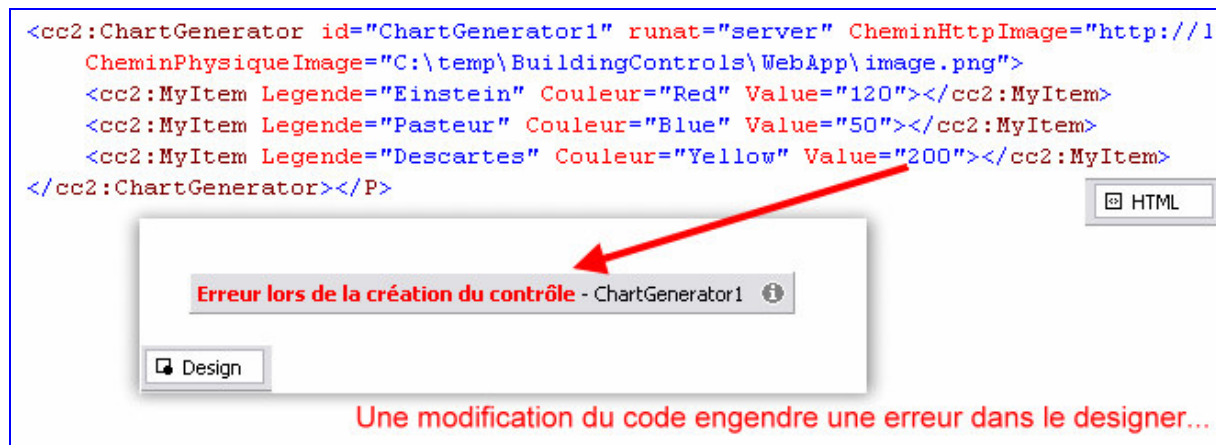 <cc2:ChartGenerator id="ChartGenerator1" runat="server" CheminHttpImage="http://l
CheminPhysiqueImage="C:\temp\BuildingControls\WebApp\image.png">
<cc2:MyItem Legende="Einstein" Couleur="Red" Value="120"></cc2:MyItem>
<cc2:MyItem Legende="Pasteur" Couleur="Blue" Value="50"></cc2:MyItem>
<cc2:MyItem Legende="Descartes" Couleur="Yellow" Value="200"></cc2:MyItem>
</cc2:ChartGenerator></P>
HTML
Erreur lors de la création du contrôle - ChartGenerator1
Design
Une modification du code engendre une erreur dans le designer...